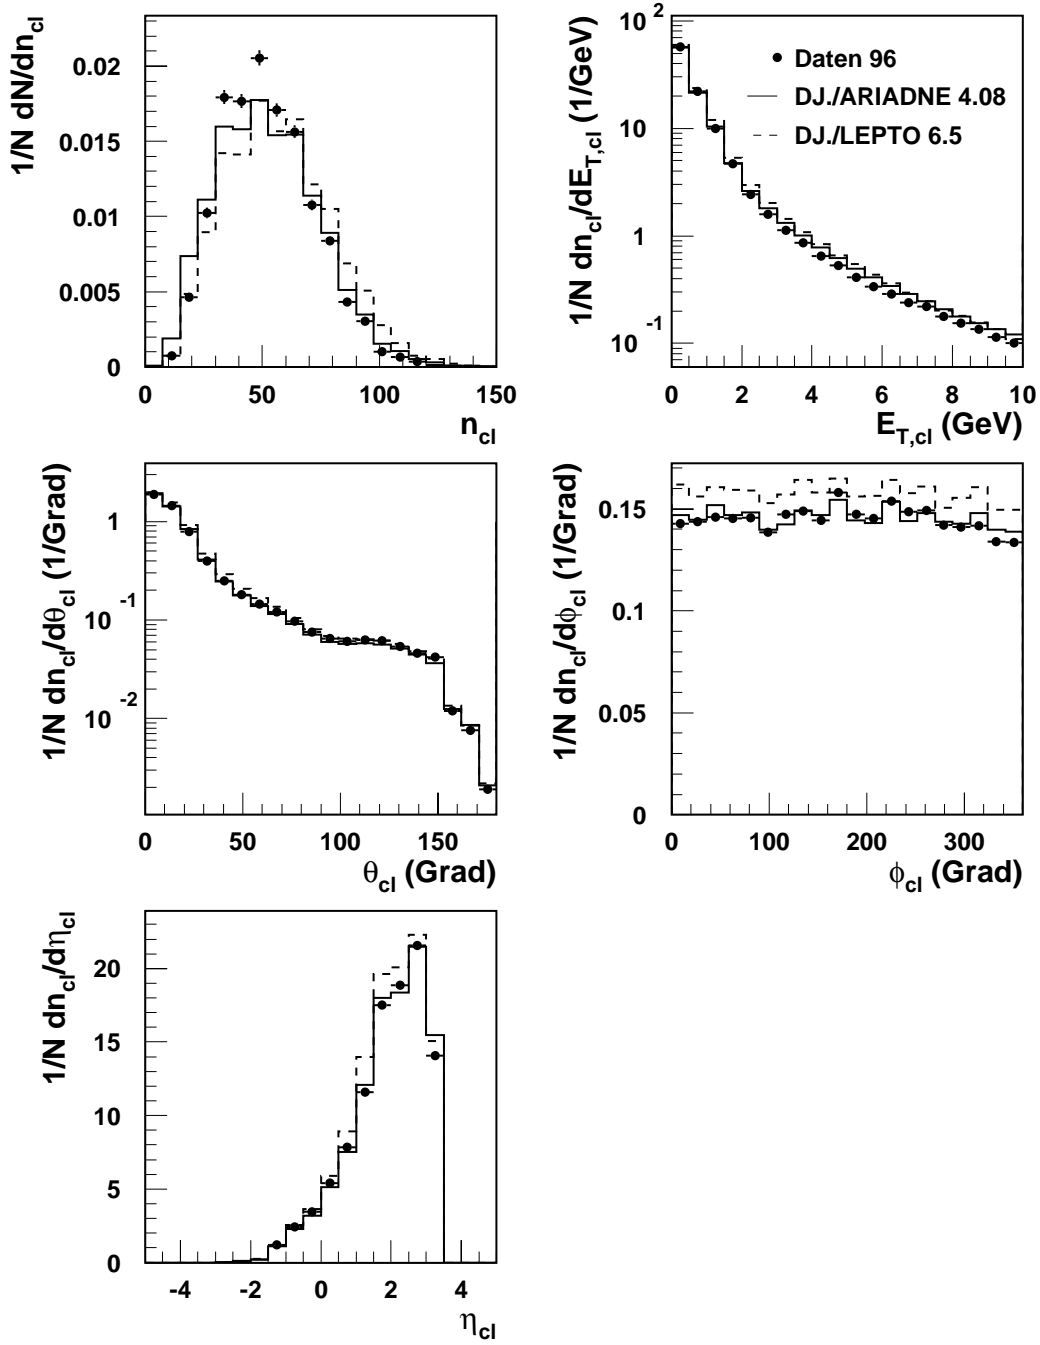 1/N dN/dn_cl
0.02
0.015
0.01
0.005
0
0 50 100 150
n_cl
1/N dn_cl/dE_T,cl (1/GeV)
10^2
10
1
10^-1
Daten 96
DJ./ARIADNE 4.08
DJ./LEPTO 6.5
0 2 4 6 8 10
E_T,cl (GeV)
1/N dn_cl/dθ_cl (1/Grad)
1
10^-1
10^-2
0 50 100 150
θ_cl (Grad)
1/N dn_cl/dϕ_cl (1/Grad)
0.15
0.1
0.05
0
0 100 200 300
ϕ_cl (Grad)
1/N dn_cl/dη_cl
20
15
10
5
0
-4 -2 0 2 4
η_cl